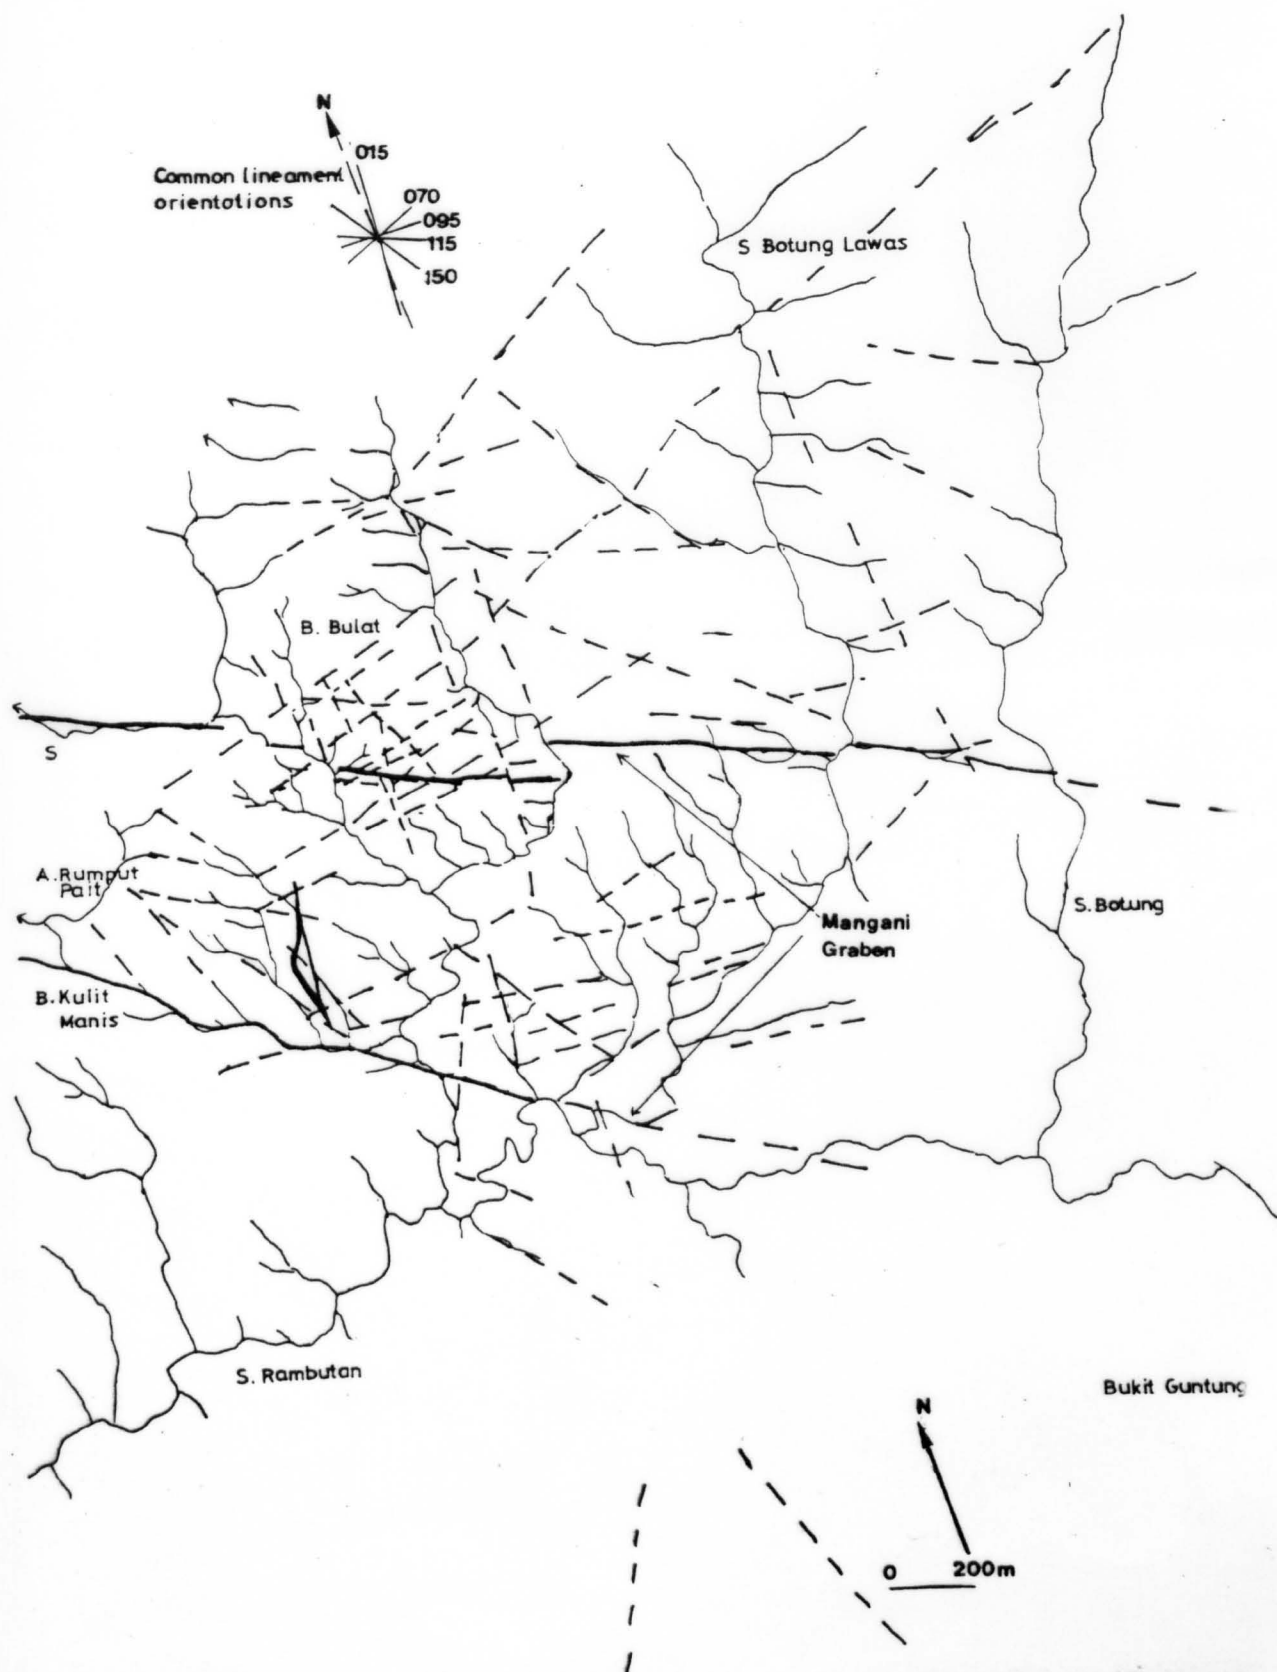 N
015
Common lineament
orientations
070
095
115
150
S Botung Lawas
B. Bulat
S
A. Rumput
Pait
B. Kulit
Manis
Mangani
Graben
S. Botung
S. Rambutan
Bukit Guntung
N
0 200m